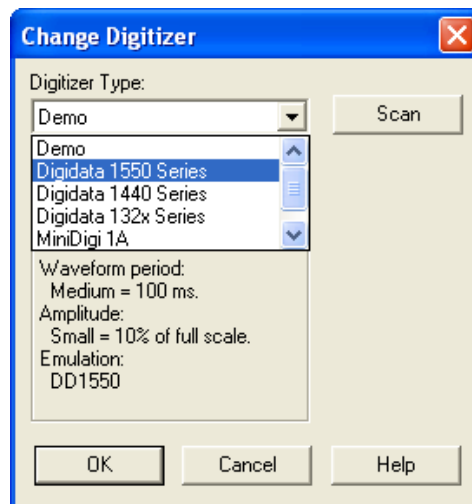 Change Digitizer
Digitizer Type:
Demo
Scan
Demo
Digidata 1550 Series
Digidata 1440 Series
Digidata 132x Series
MiniDigi 1A
Waveform period:
Medium = 100 ms.
Amplitude:
Small = 10% of full scale.
Emulation:
DD1550
OK
Cancel
Help